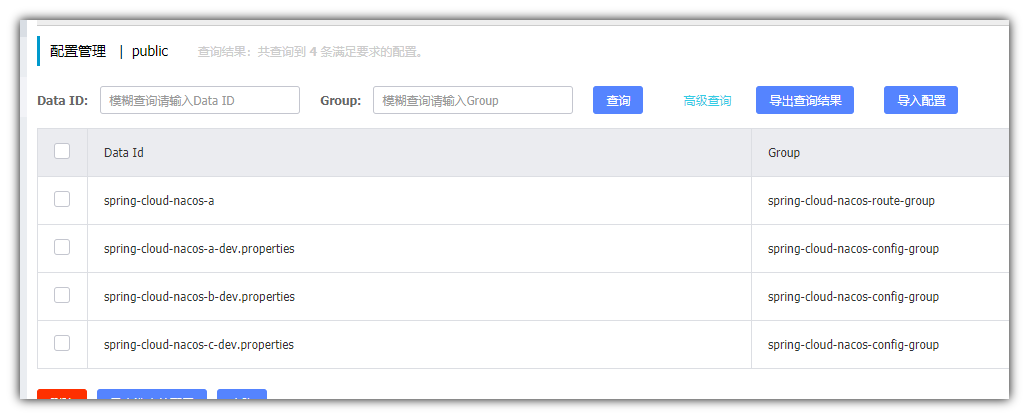 配置管理 | public 查询结果：共查询到 4 条满足要求的配置。
Data ID: 模糊查询请输入Data ID Group: 模糊查询请输入Group 查询 高级查询 导出查询结果 导入配置
Data Id Group
spring-cloud-nacos-a spring-cloud-nacos-route-group
spring-cloud-nacos-a-dev.properties spring-cloud-nacos-config-group
spring-cloud-nacos-b-dev.properties spring-cloud-nacos-config-group
spring-cloud-nacos-c-dev.properties spring-cloud-nacos-config-group